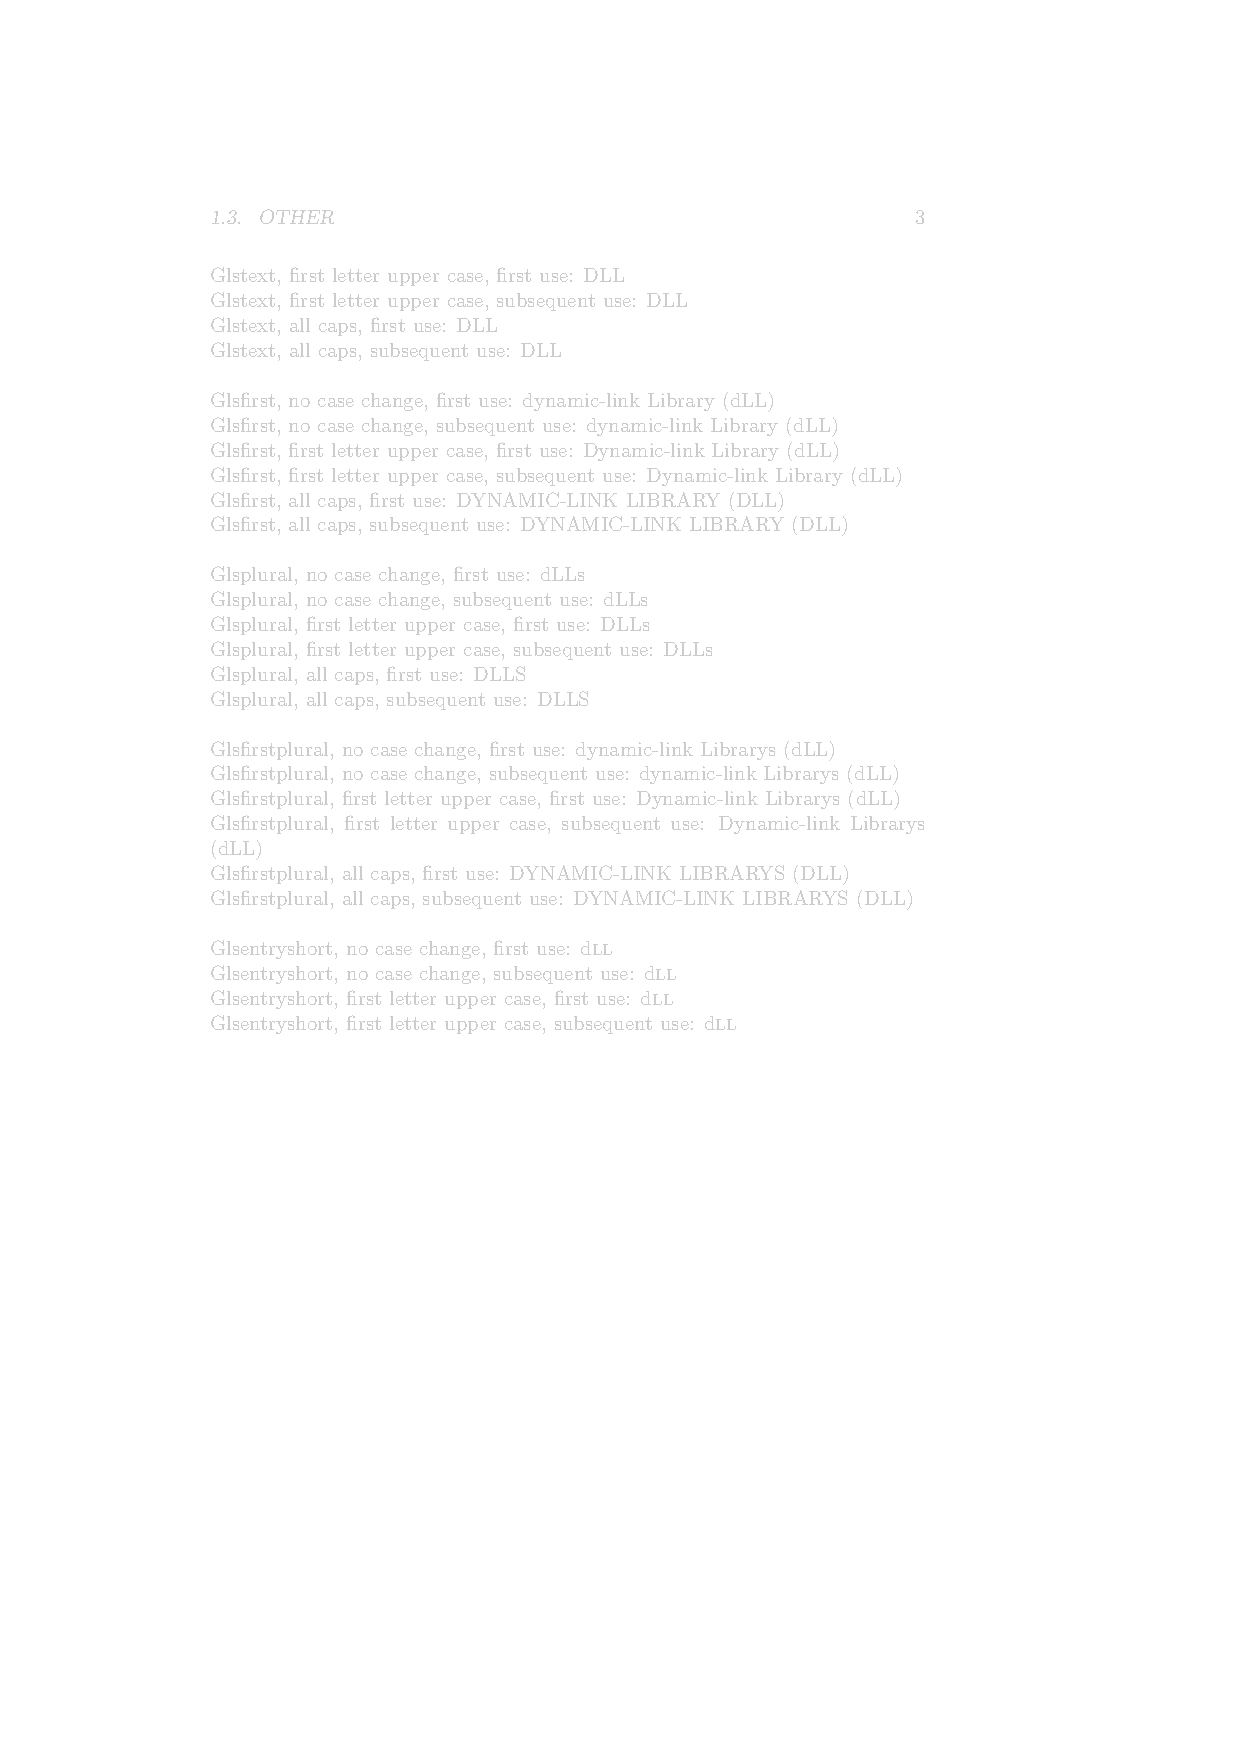 1.3. OTHER 3
Glstext, first letter upper case, first use: DLL
Glstext, first letter upper case, subsequent use: DLL
Glstext, all caps, first use: DLL
Glstext, all caps, subsequent use: DLL
Glsfirst, no case change, first use: dynamic-link Library (dLL)
Glsfirst, no case change, subsequent use: dynamic-link Library (dLL)
Glsfirst, first letter upper case, first use: Dynamic-link Library (dLL)
Glsfirst, first letter upper case, subsequent use: Dynamic-link Library (dLL)
Glsfirst, all caps, first use: DYNAMIC-LINK LIBRARY (DLL)
Glsfirst, all caps, subsequent use: DYNAMIC-LINK LIBRARY (DLL)
Glsplural, no case change, first use: dLLs
Glsplural, no case change, subsequent use: dLLs
Glsplural, first letter upper case, first use: DLLs
Glsplural, first letter upper case, subsequent use: DLLs
Glsplural, all caps, first use: DLLS
Glsplural, all caps, subsequent use: DLLS
Glsfirstplural, no case change, first use: dynamic-link Librarys (dLL)
Glsfirstplural, no case change, subsequent use: dynamic-link Librarys (dLL)
Glsfirstplural, first letter upper case, first use: Dynamic-link Librarys (dLL)
Glsfirstplural, first letter upper case, subsequent use: Dynamic-link Librarys
(dLL)
Glsfirstplural, all caps, first use: DYNAMIC-LINK LIBRARYS (DLL)
Glsfirstplural, all caps, subsequent use: DYNAMIC-LINK LIBRARYS (DLL)
Glsentryshort, no case change, first use: dʟʟ
Glsentryshort, no case change, subsequent use: dʟʟ
Glsentryshort, first letter upper case, first use: dʟʟ
Glsentryshort, first letter upper case, subsequent use: dʟʟ